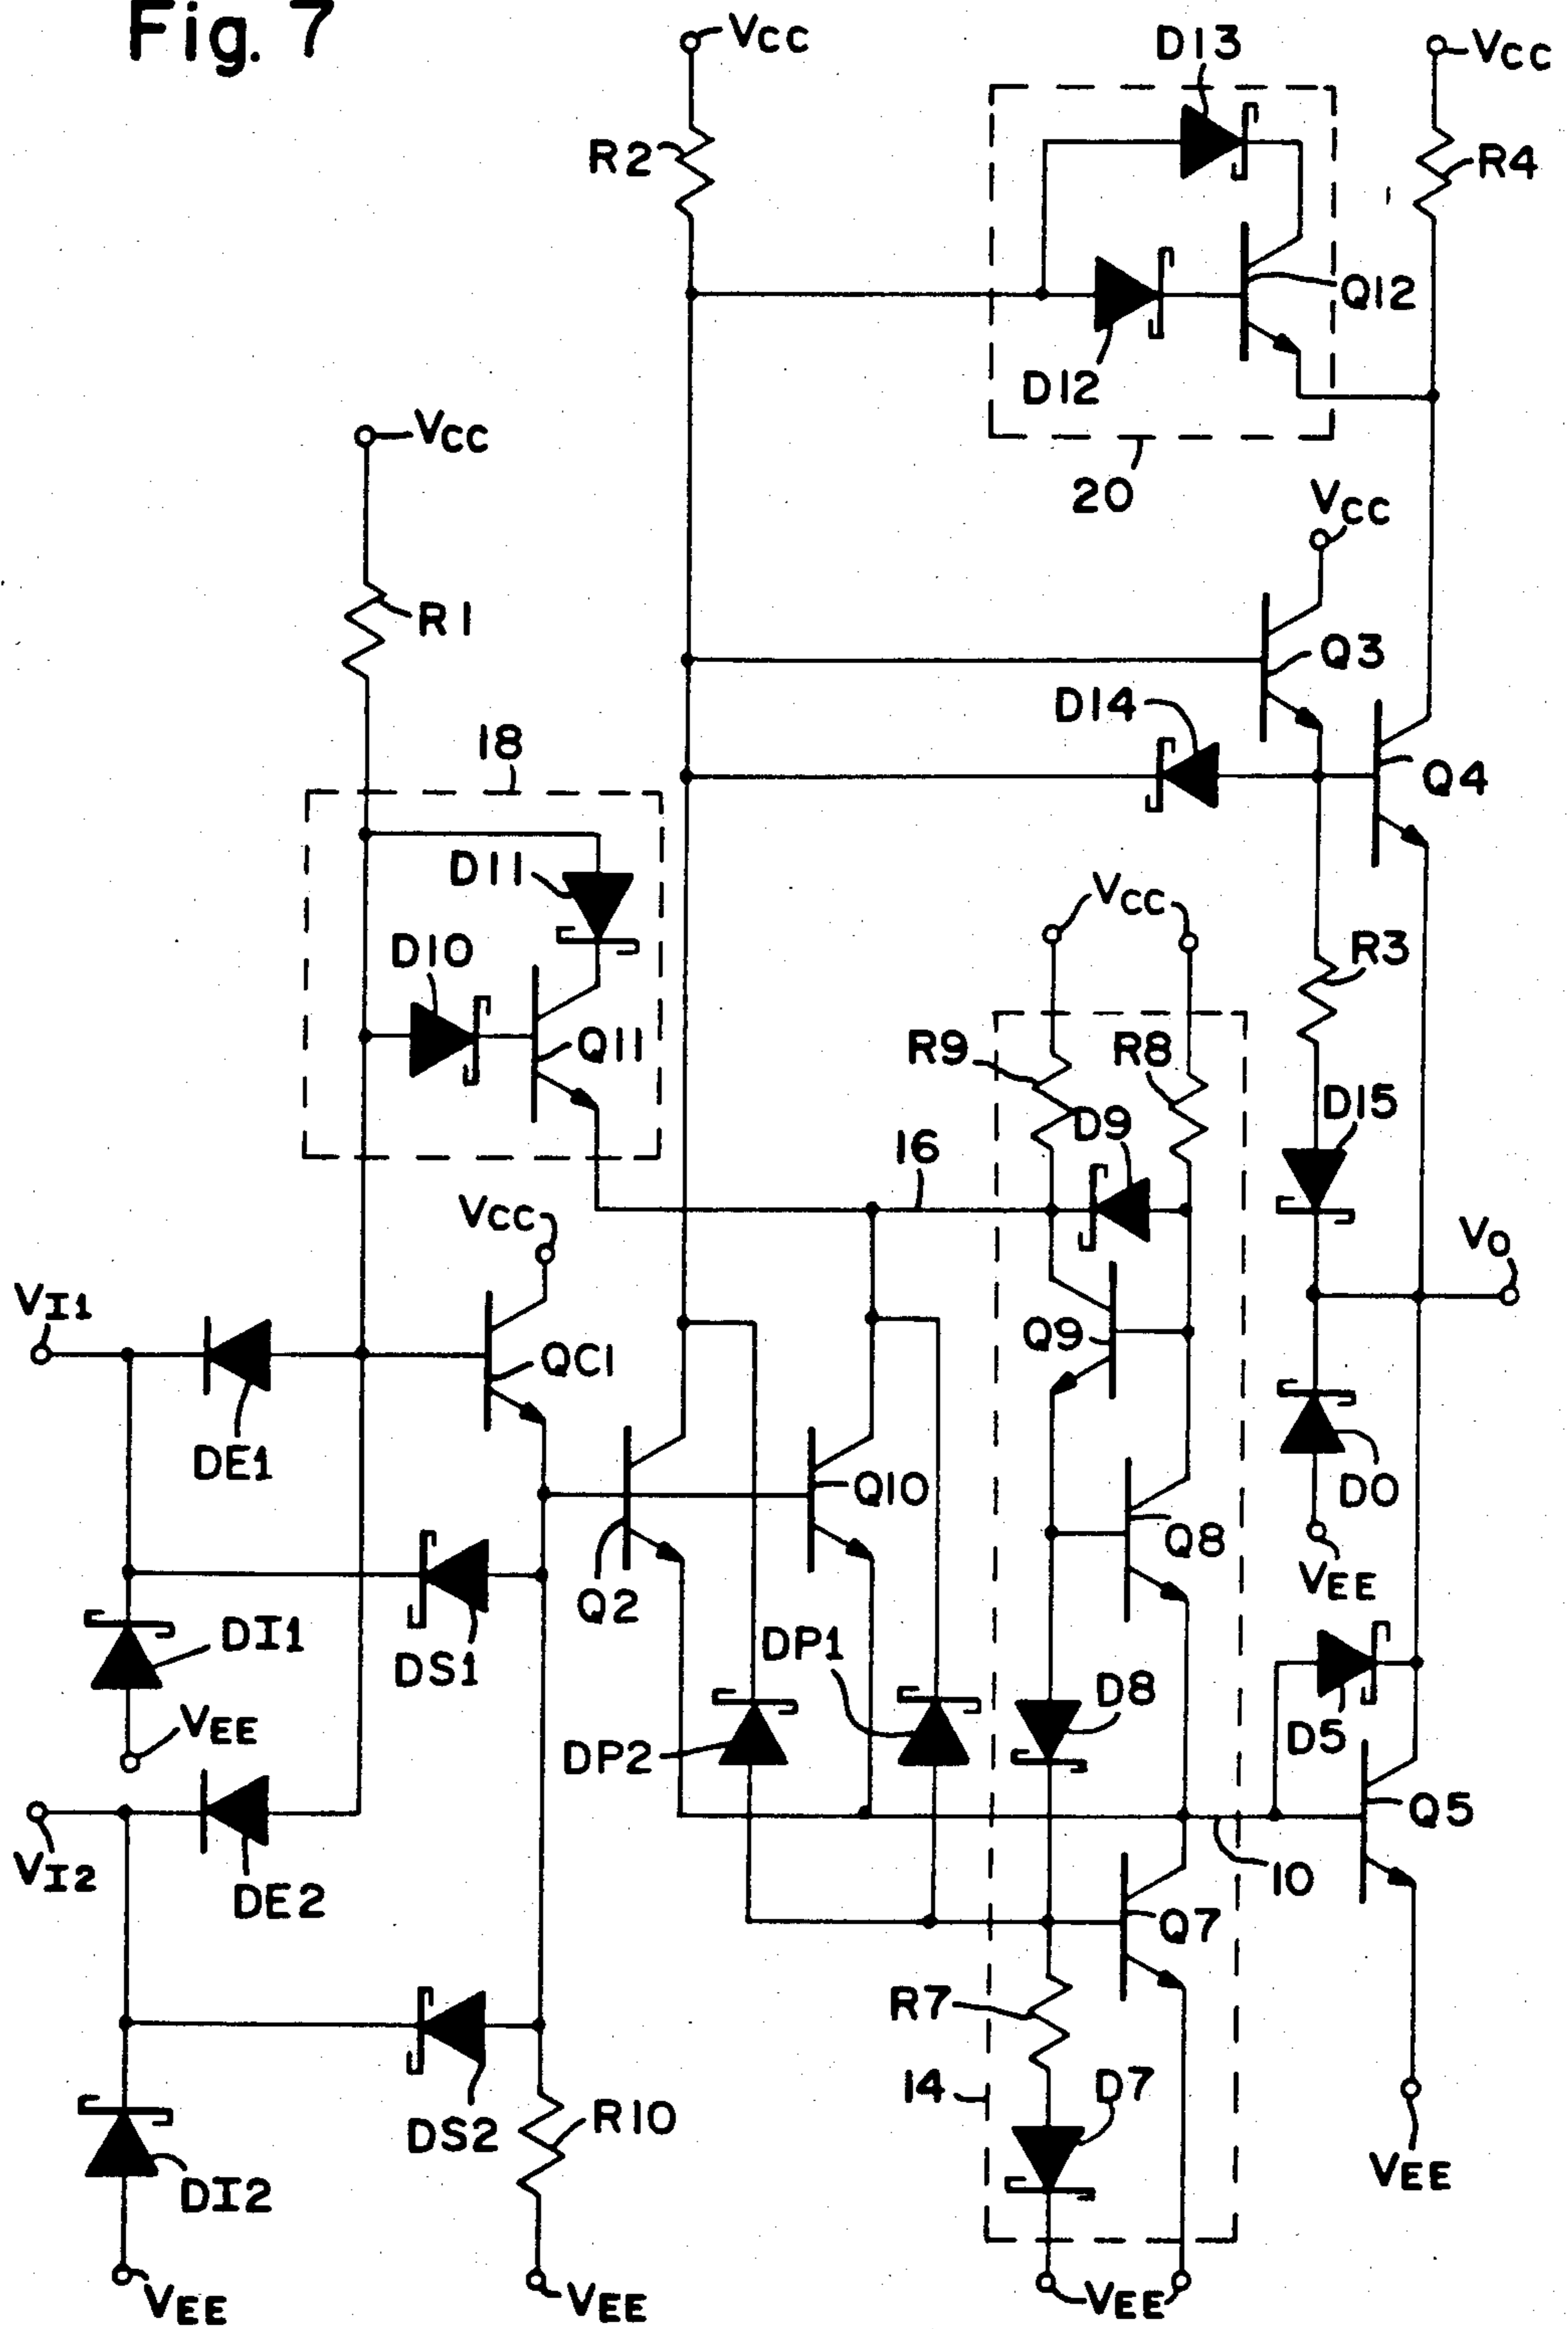 Fig. 7
VCC
D13
VCC
R2
R4
Q12
D12
VCC
20
VCC
R1
Q3
D14
18
Q4
D11
VCC
D10
R3
Q11
R9
R8
D9
D15
16
VCC
VO
VI1
Q9
QC1
DE1
Q10
DO
Q8
VEE
Q2
DI1
DP1
DS1
D8
VEE
D5
DP2
Q5
VI2
10
DE2
Q7
R7
14
D7
DS2
R10
VEE
DI2
VEE
VEE
VEE